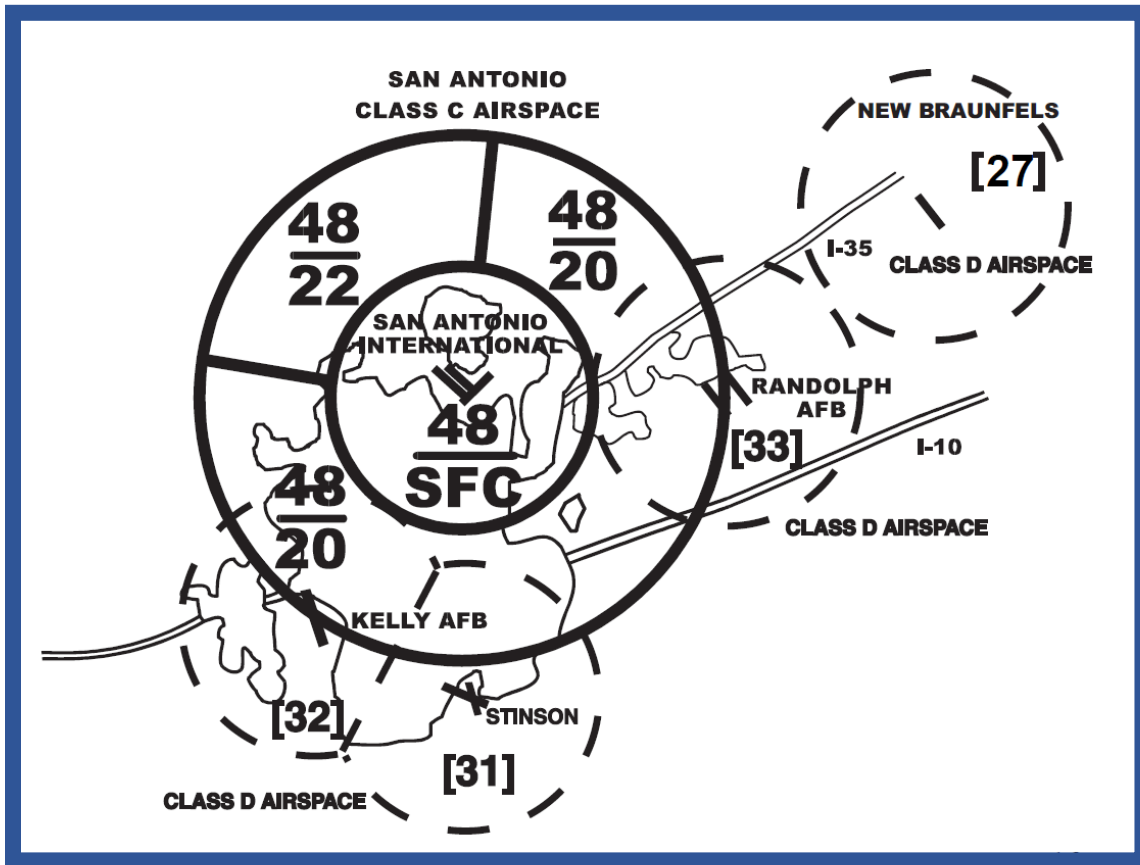 SAN ANTONIO
CLASS C AIRSPACE
NEW BRAUNFELS
[27]
48
22
48
20
I-35
CLASS D AIRSPACE
SAN ANTONIO
INTERNATIONAL
RANDOLPH
AFB
48
SFC
[33]
I-10
48
20
CLASS D AIRSPACE
KELLY AFB
[32]
STINSON
[31]
CLASS D AIRSPACE